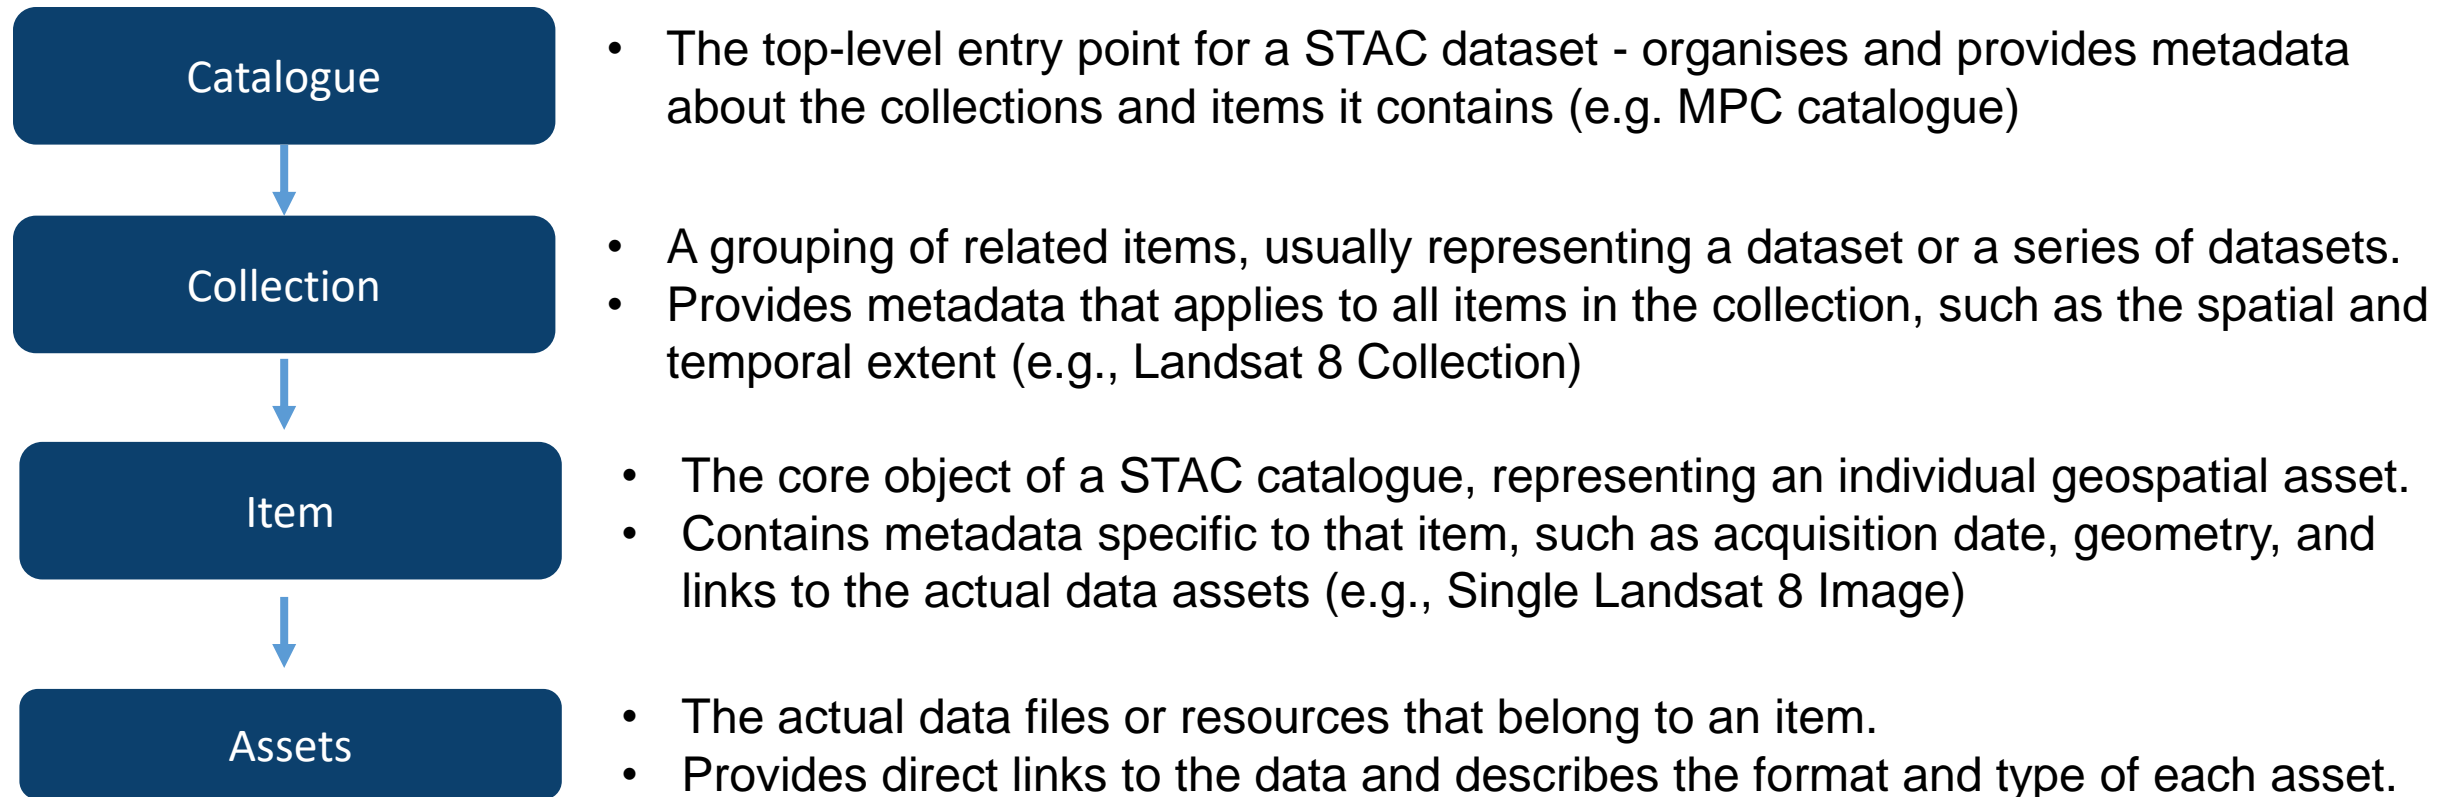 Catalogue
• The top-level entry point for a STAC dataset - organises and provides metadata
about the collections and items it contains (e.g. MPC catalogue)
Collection
• A grouping of related items, usually representing a dataset or a series of datasets.
• Provides metadata that applies to all items in the collection, such as the spatial and
temporal extent (e.g., Landsat 8 Collection)
Item
• The core object of a STAC catalogue, representing an individual geospatial asset.
• Contains metadata specific to that item, such as acquisition date, geometry, and
links to the actual data assets (e.g., Single Landsat 8 Image)
Assets
• The actual data files or resources that belong to an item.
• Provides direct links to the data and describes the format and type of each asset.